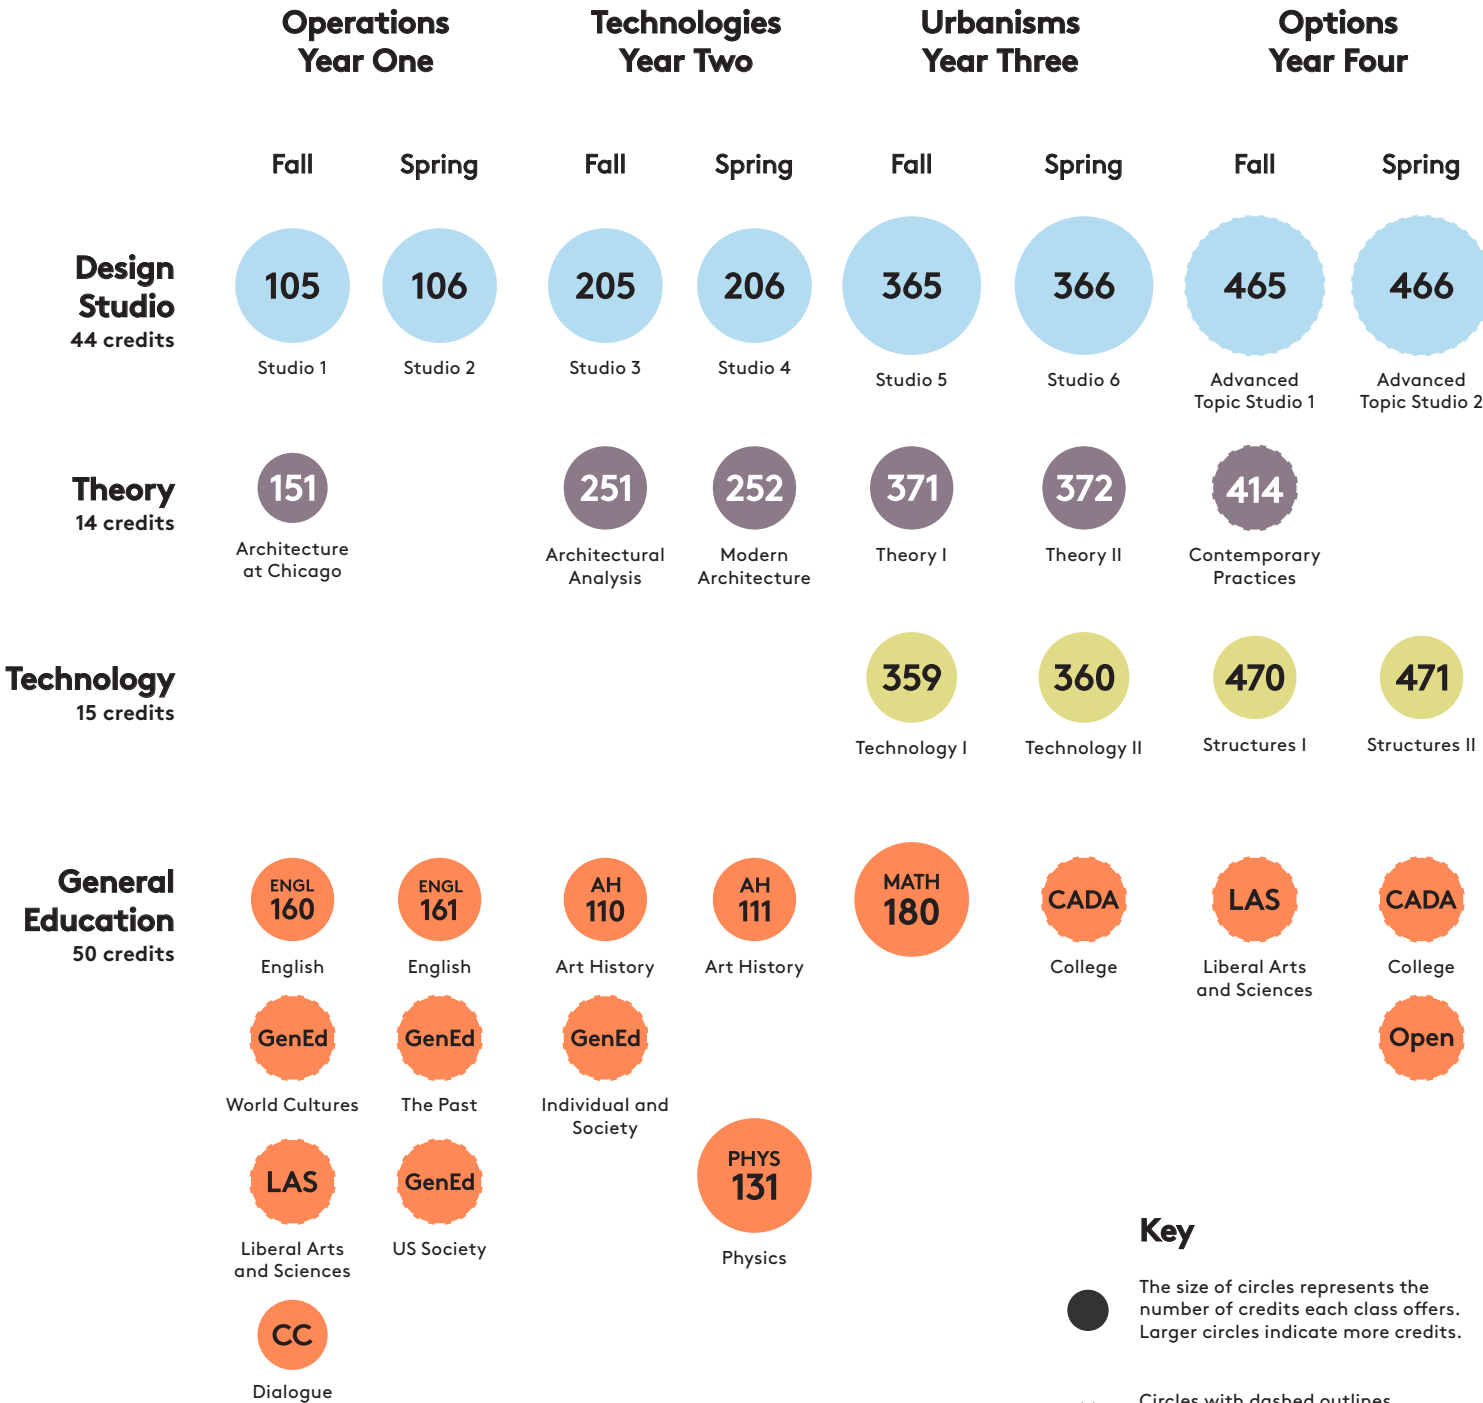 Operations
Year One
Technologies
Year Two
Urbanisms
Year Three
Options
Year Four
Fall
Spring
Fall
Spring
Fall
Spring
Fall
Spring
Design
Studio
44 credits
105
106
205
206
365
366
465
466
Studio 1
Studio 2
Studio 3
Studio 4
Studio 5
Studio 6
Advanced
Topic Studio 1
Advanced
Topic Studio 2
Theory
14 credits
151
251
252
371
372
414
Architecture
at Chicago
Architectural
Analysis
Modern
Architecture
Theory I
Theory II
Contemporary
Practices
Technology
15 credits
359
360
470
471
Technology I
Technology II
Structures I
Structures II
General
Education
50 credits
ENGL
160
English
ENGL
161
English
AH
110
Art History
AH
111
Art History
MATH
180
CADA
College
LAS
Liberal Arts
and Sciences
CADA
College
GenEd
World Cultures
GenEd
The Past
GenEd
Individual and
Society
Open
LAS
Liberal Arts
and Sciences
GenEd
US Society
PHYS
131
Physics
CC
Dialogue
Key
The size of circles represents the
number of credits each class offers.
Larger circles indicate more credits.
Circles with dashed outlines